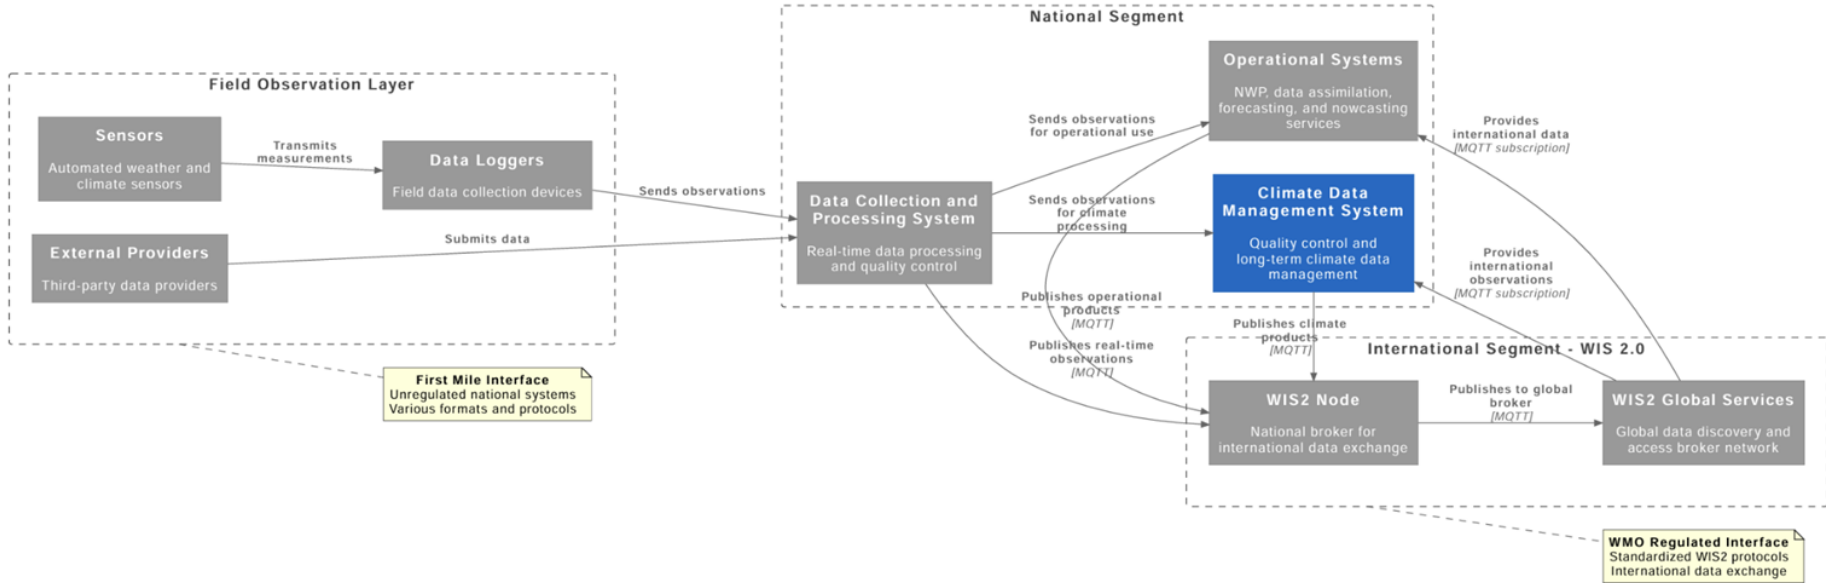 National Segment
Operational Systems
NWP, data assimilation,
forecasting, and nowcasting
services
Field Observation Layer
Sensors
Automated weather and
climate sensors
Transmits
measurements
Data Loggers
Field data collection devices
Sends observations
External Providers
Third-party data providers
Submits data
Data Collection and
Processing System
Real-time data processing
and quality control
Sends observations
for operational use
Sends observations
for climate
processing
Climate Data
Management System
Quality control and
long-term climate data
management
Provides
international data
[MQTT subscription]
Provides
international
observations
[MQTT subscription]
Publishes operational
products
[MQTT]
Publishes real-time
observations
[MQTT]
Publishes climate
products
[MQTT]
International Segment - WIS 2.0
WIS2 Node
National broker for
international data exchange
Publishes to global
broker
[MQTT]
WIS2 Global Services
Global data discovery and
access broker network
First Mile Interface
Unregulated national systems
Various formats and protocols
WMO Regulated Interface
Standardized WIS2 protocols
International data exchange